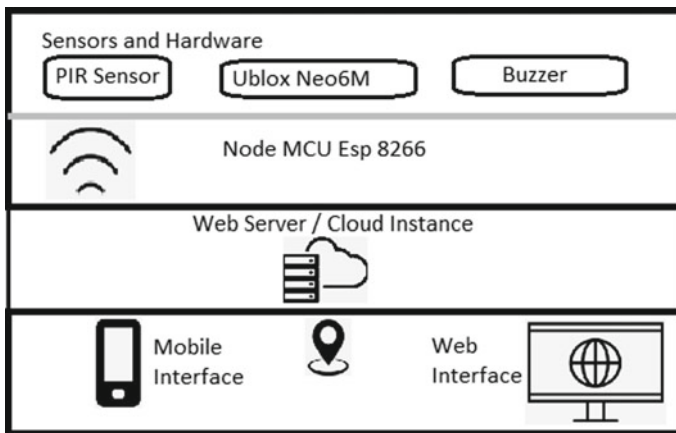 Sensors and Hardware
PIR Sensor
Ublox Neo6M
Buzzer
Node MCU Esp 8266
Web Server / Cloud Instance
Mobile
Interface
Web
Interface